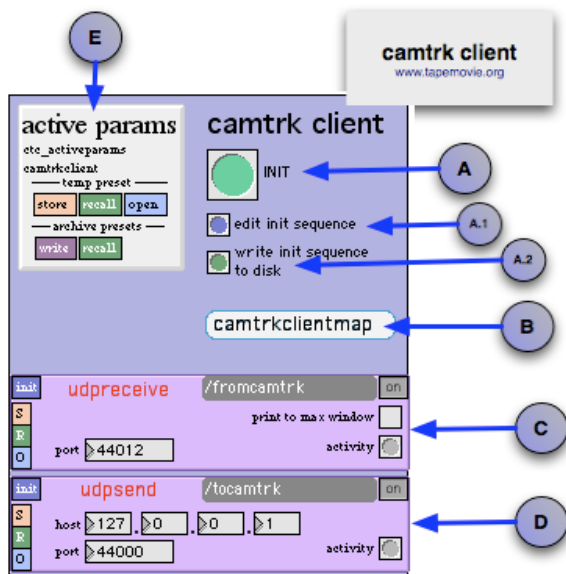 E
camtrk client
www.tapemovie.org
active params
ctc_activeparams
camtrkclient
temp preset
store recall open
archive presets
write recall
camtrk client
INIT
A
edit init sequence
A.1
write init sequence
to disk
A.2
camtrkclientmap
B
init udpreceive /fromcamtrk on
S
R
O
print to max window
port 44012
activity
C
init udpsend /tocamtrk on
S
R
O
host 127 . 0 . 0 . 1
port 44000
activity
D